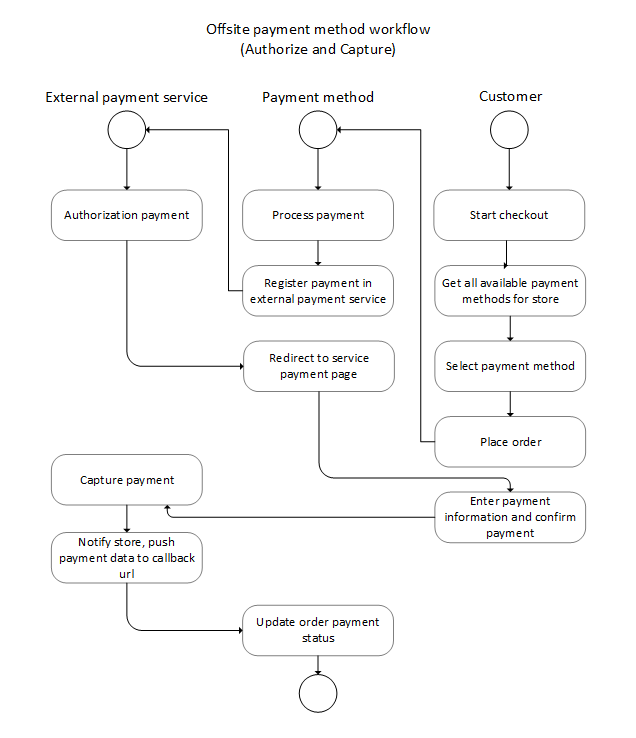 Offsite payment method workflow
(Authorize and Capture)
External payment service
Payment method
Customer
Authorization payment
Process payment
Start checkout
Register payment in
external payment service
Get all available payment
methods for store
Redirect to service
payment page
Select payment method
Place order
Capture payment
Enter payment
information and confirm
payment
Notify store, push
payment data to callback
url
Update order payment
status